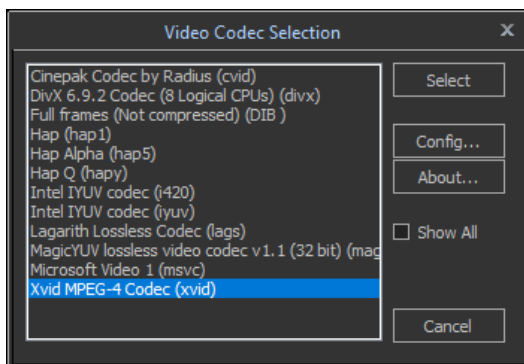 Video Codec Selection
x
Cinepak Codec by Radius (cvid)
DivX 6.9.2 Codec (8 Logical CPUs) (divx)
Full frames (Not compressed) (DIB )
Hap (hap1)
Hap Alpha (hap5)
Hap Q (hapy)
Intel IYUV codec (i420)
Intel IYUV codec (iyuv)
Lagarith Lossless Codec (lags)
MagicYUV lossless video codec v1.1 (32 bit) (mag
Microsoft Video 1 (msvc)
Xvid MPEG-4 Codec (xvid)
Select
Config...
About...
Show All
Cancel